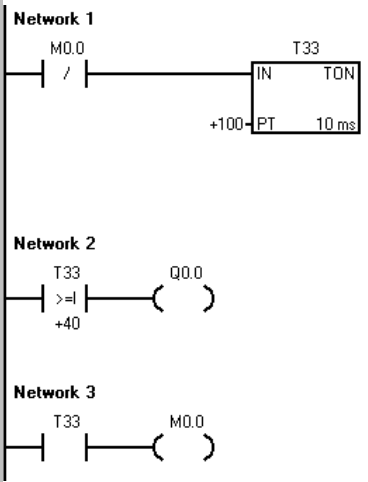 Network 1
M0.0 T33
/ IN TON
+100 PT 10 ms
Network 2
T33 Q0.0
>=I
+40
Network 3
T33 M0.0